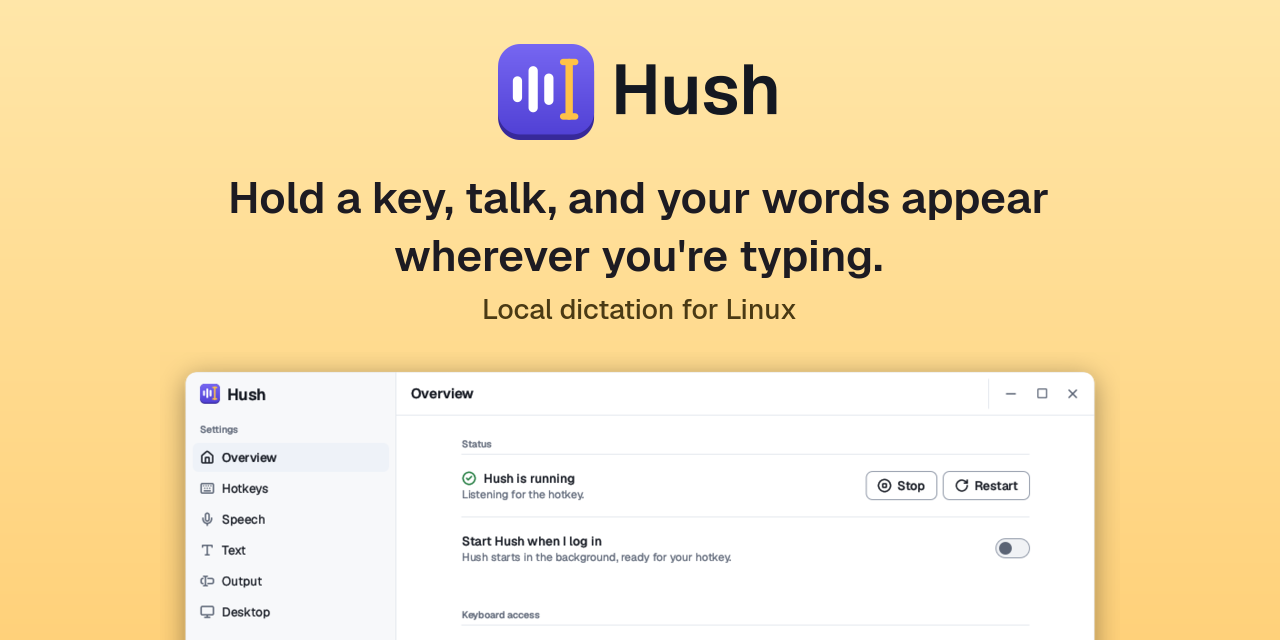 Hush
Hold a key, talk, and your words appear
wherever you're typing.
Local dictation for Linux
Hush
Overview
Settings
Overview
Hotkeys
Speech
Text
Output
Desktop
Status
Hush is running
Listening for the hotkey.
Stop
Restart
Start Hush when I log in
Hush starts in the background, ready for your hotkey.
Keyboard access